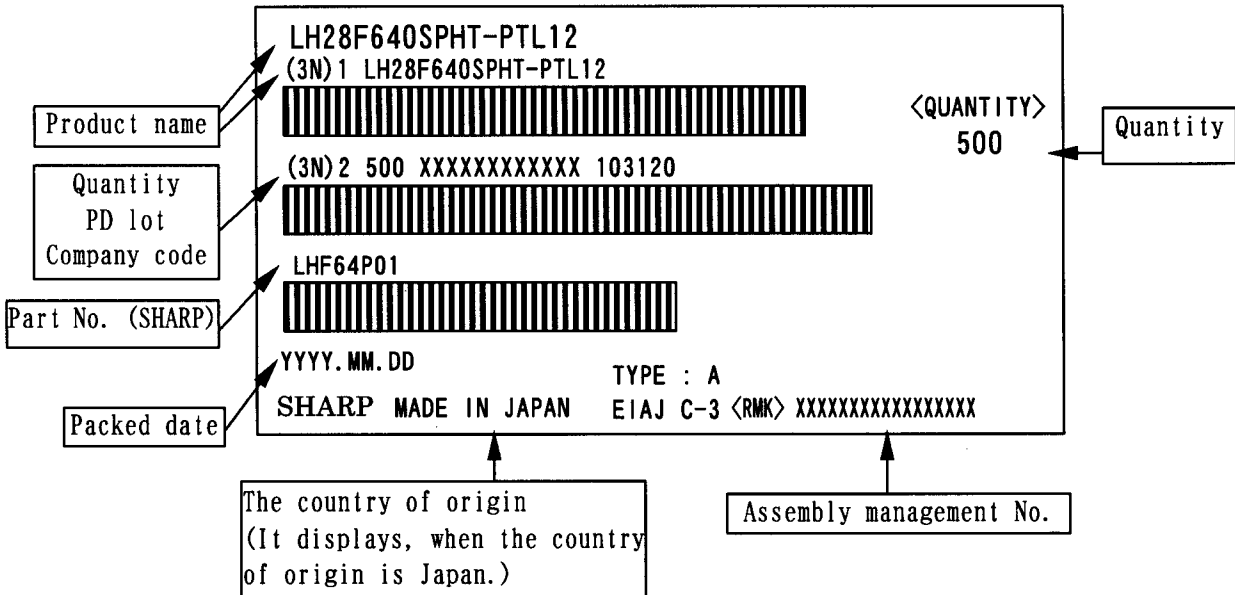 LH28F640SPHT-PTL12
(3N)1 LH28F640SPHT-PTL12
Product name
<QUANTITY>
500
Quantity
(3N)2 500 XXXXXXXXXXXX 103120
Quantity
PD lot
Company code
LHF64P01
Part No. (SHARP)
YYYY.MM.DD
TYPE : A
Packed date
SHARP MADE IN JAPAN EIAJ C-3 <RMK> XXXXXXXXXXXXXXXXX
The country of origin
(It displays, when the country
of origin is Japan.)
Assembly management No.